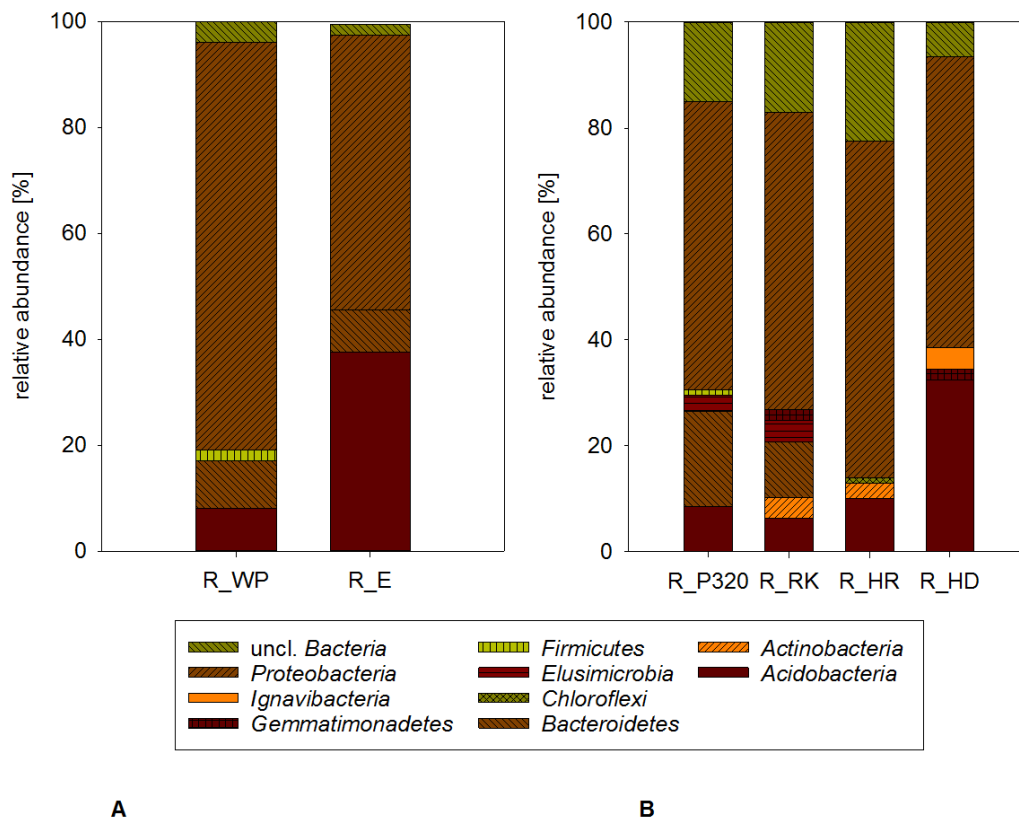 relative abundance [%]
100
80
60
40
20
0
R_WP R_E
relative abundance [%]
100
80
60
40
20
0
R_P320 R_RK R_HR R_HD
uncl. Bacteria Firmicutes Actinobacteria
Proteobacteria Elusimicrobia Acidobacteria
Ignavibacteria Chloroflexi
Gemmatimonadetes Bacteroidetes
A B